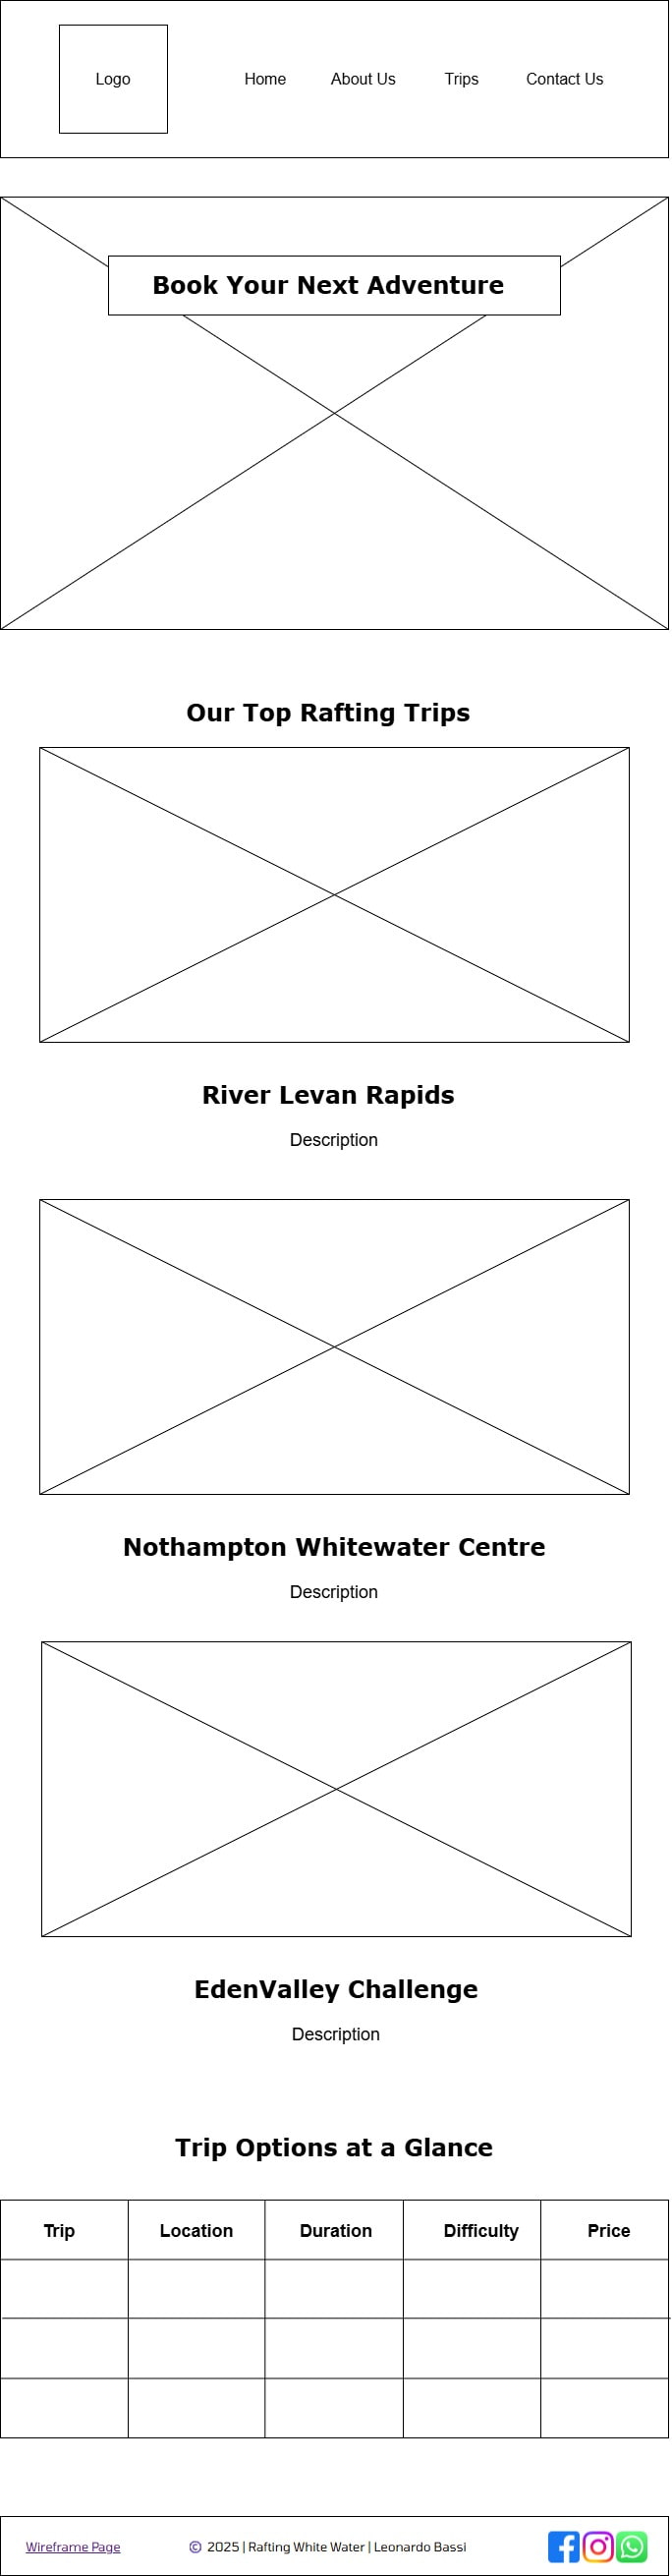 Logo Home About Us Trips Contact Us
Book Your Next Adventure
Our Top Rafting Trips
River Levan Rapids
Description
Nothampton Whitewater Centre
Description
EdenValley Challenge
Description
Trip Options at a Glance
Trip Location Duration Difficulty Price
Wireframe Page © 2025 | Rafting White Water | Leonardo Bassi